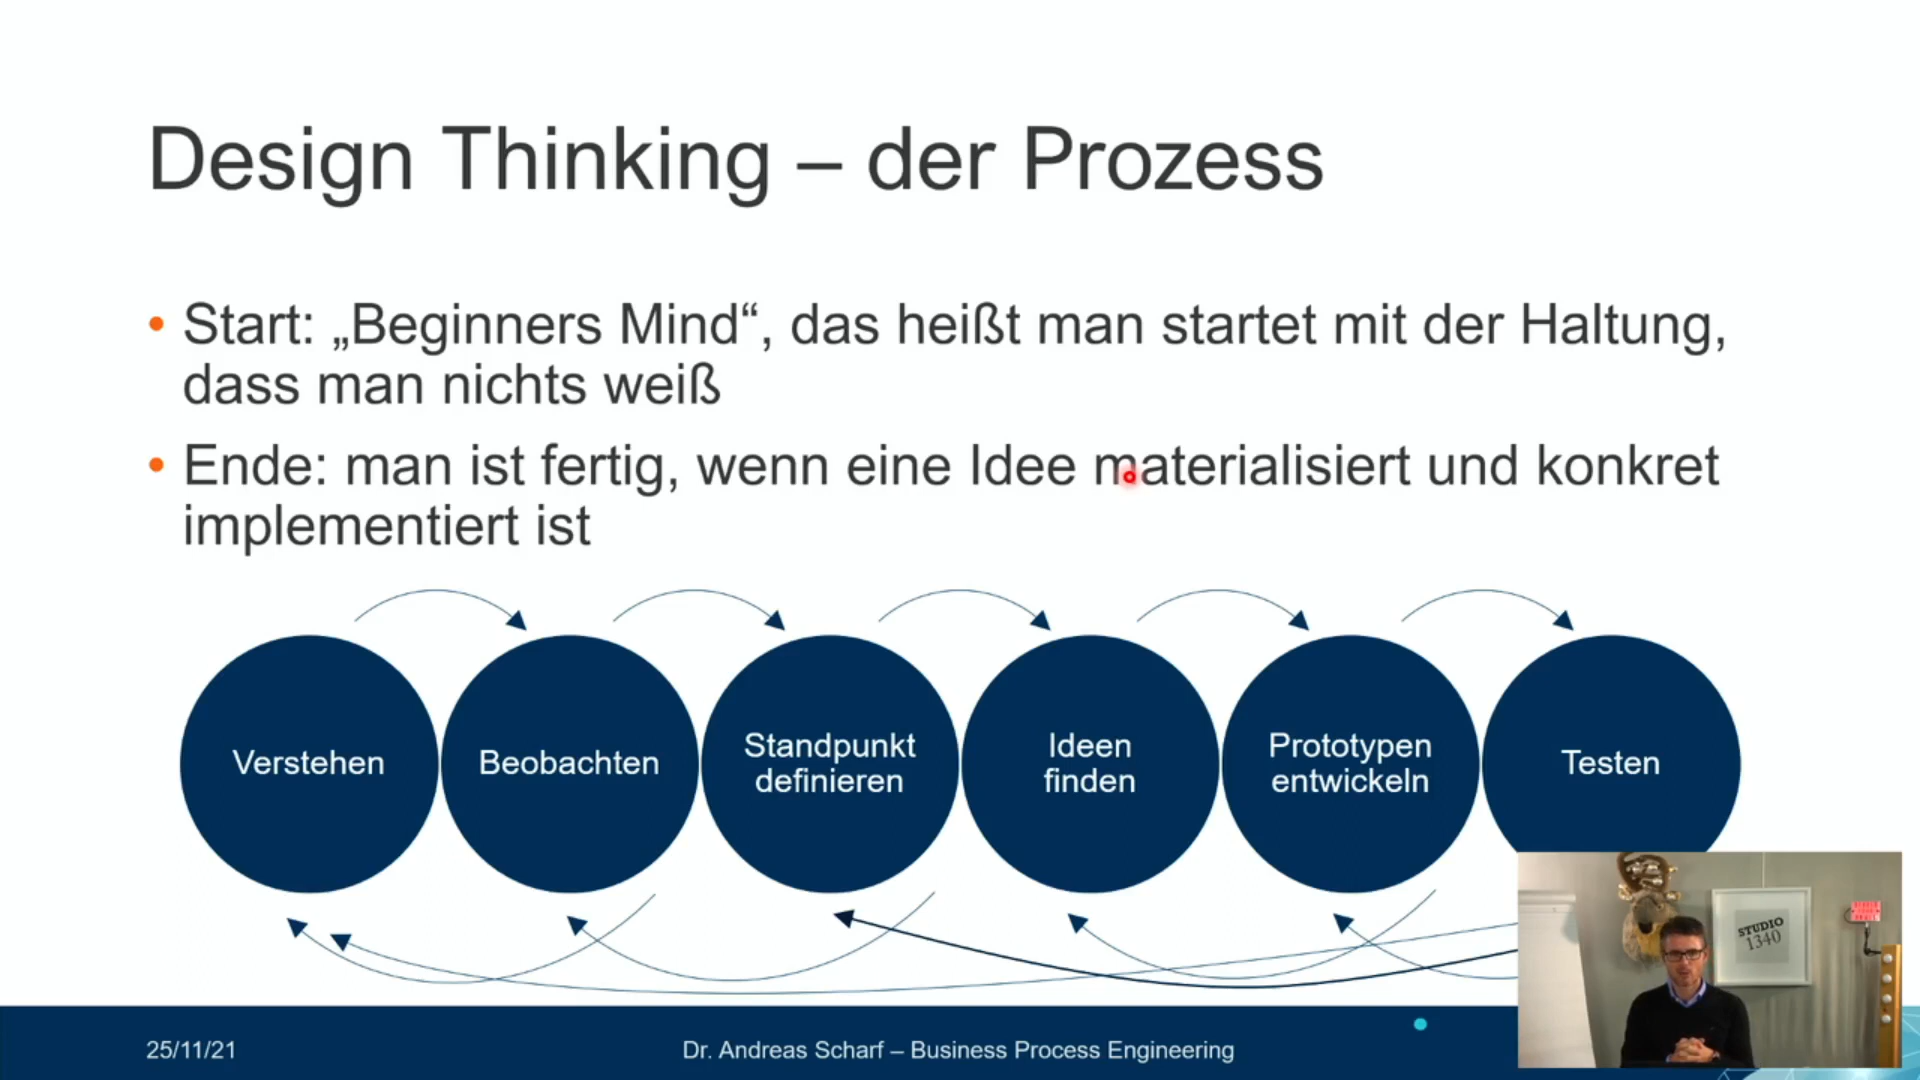 Design Thinking – der Prozess
• Start: „Beginners Mind“, das heißt man startet mit der Haltung,
dass man nichts weiß
• Ende: man ist fertig, wenn eine Idee materialisiert und konkret
implementiert ist
Verstehen
Beobachten
Standpunkt
definieren
Ideen
finden
Prototypen
entwickeln
Testen
STUDIO
1340
25/11/21
Dr. Andreas Scharf – Business Process Engineering